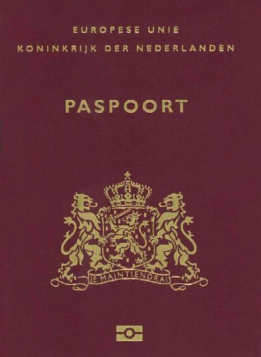 EUROPESE UNIE
KONINKRIJK DER NEDERLANDEN
PASPOORT
JE MAINTIENDRAI